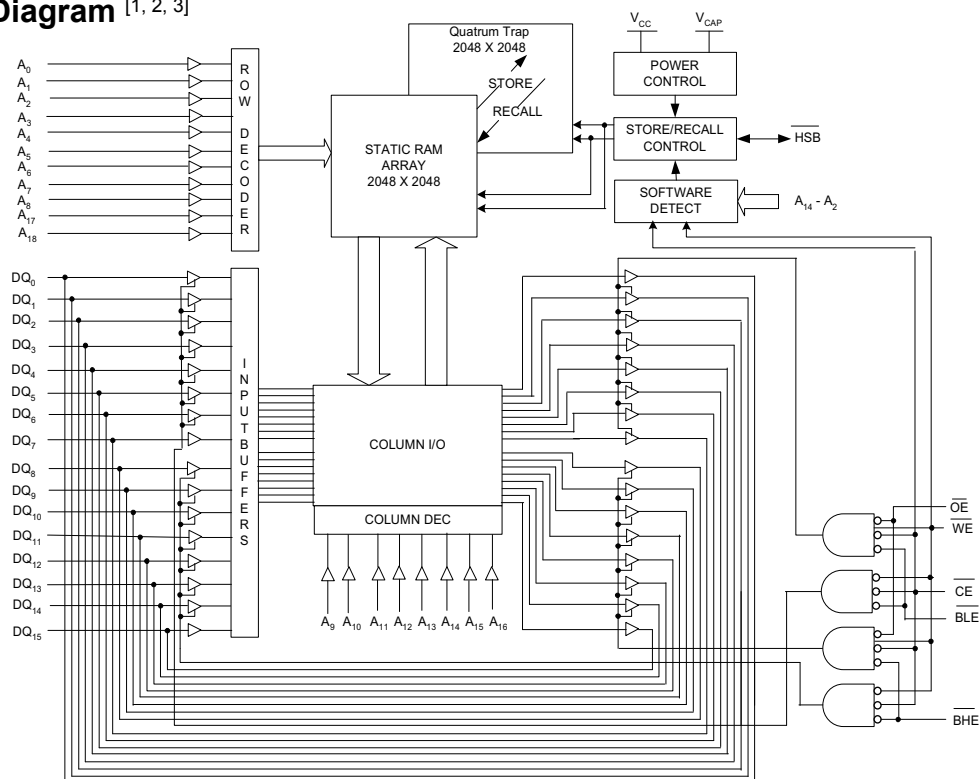 Diagram [1, 2, 3]
Quatrum Trap
2048 X 2048
STORE
RECALL
STATIC RAM
ARRAY
2048 X 2048
VCC
VCAP
POWER
CONTROL
STORE/RECALL
CONTROL
HSB
SOFTWARE
DETECT
A14 - A2
A0
A1
A2
A3
A4
A5
A6
A7
A8
A17
A18
ROW DECODER
DQ0
DQ1
DQ2
DQ3
DQ4
DQ5
DQ6
DQ7
DQ8
DQ9
DQ10
DQ11
DQ12
DQ13
DQ14
DQ15
INPUTBUFFERS
COLUMN I/O
COLUMN DEC
A9 A10 A11 A12 A13 A14 A15 A16
OE
WE
CE
BLE
BHE